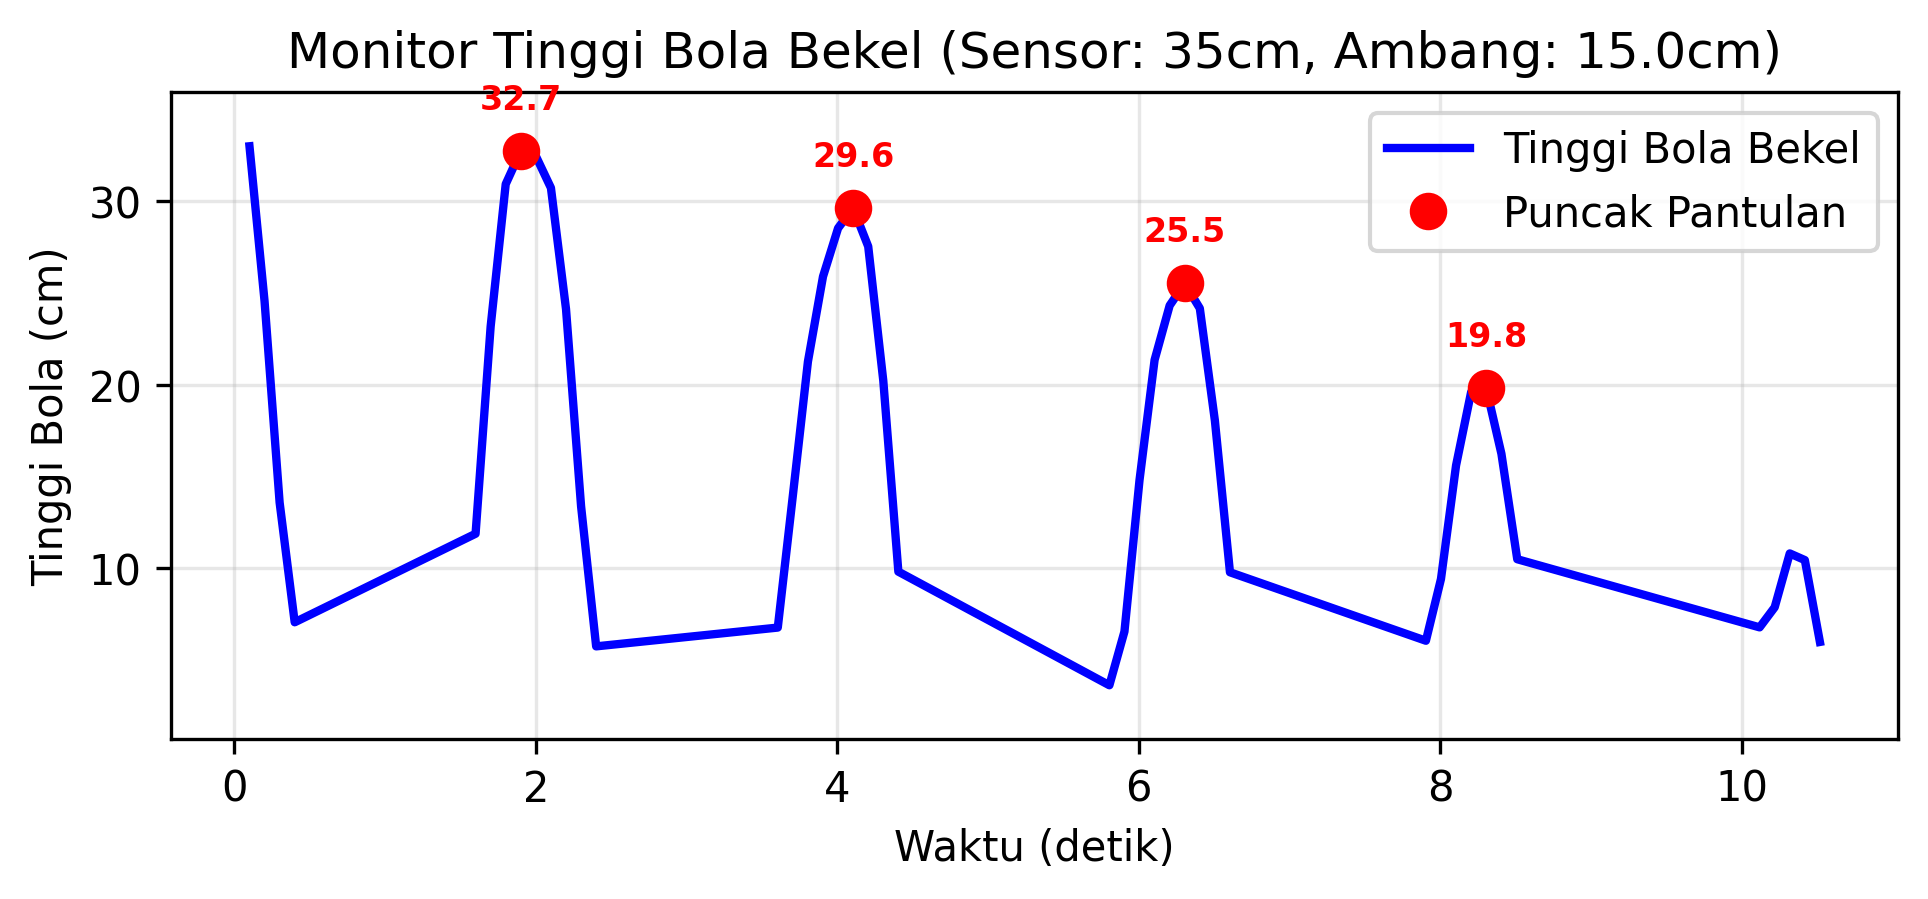 Monitor Tinggi Bola Bekel (Sensor: 35cm, Ambang: 15.0cm)
32.7
29.6
25.5
19.8
Tinggi Bola Bekel
Puncak Pantulan
Tinggi Bola (cm)
30
20
10
0 2 4 6 8 10
Waktu (detik)